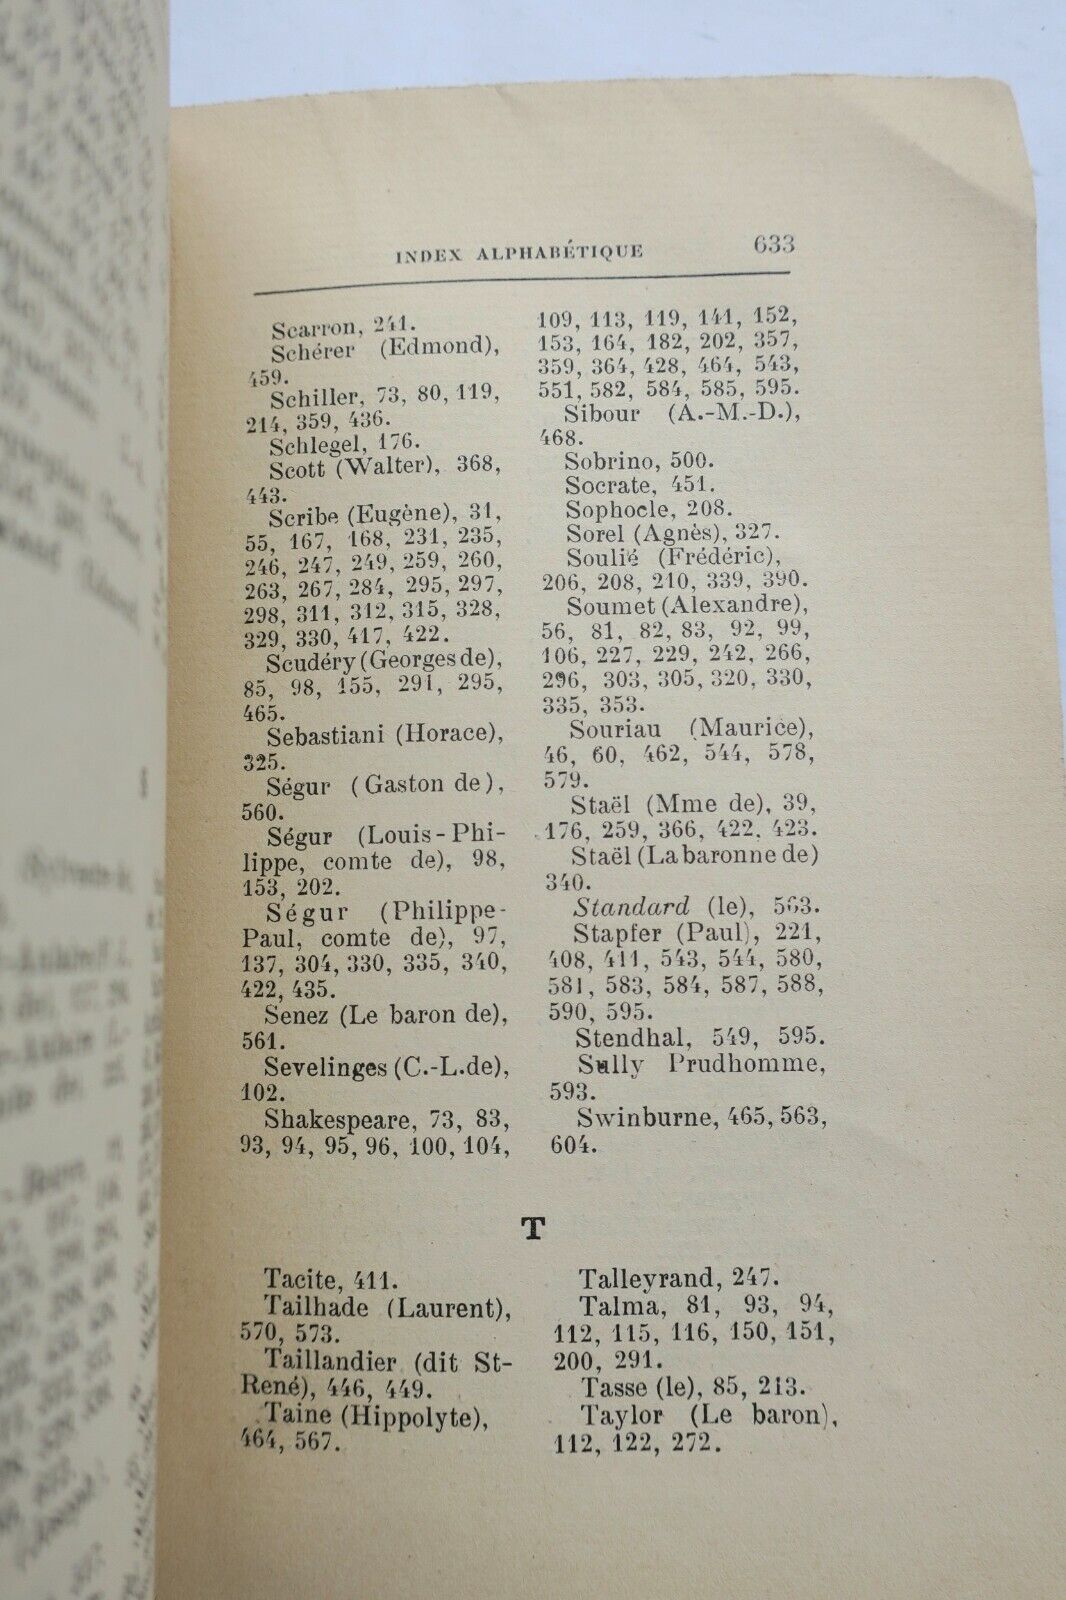 INDEX ALPHABÉTIQUE 633
Scarron, 241.
Schérer (Edmond),
459.
Schiller, 73, 80, 119,
214, 359, 436.
Schlegel, 176.
Scott (Walter), 368,
443.
Scribe (Eugène), 31,
55, 167, 168, 231, 235,
246, 247, 249, 259, 260,
263, 267, 284, 295, 297,
298, 311, 312, 315, 328,
329, 330, 417, 422.
Scudéry (Georges de),
85, 98, 155, 291, 295,
465.
Sebastiani (Horace),
325.
Ségur (Gaston de),
560.
Ségur (Louis-Phi-
lippe, comte de), 98,
153, 202.
Ségur (Philippe-
Paul, comte de), 97,
137, 304, 330, 335, 340,
422, 435.
Senez (Le baron de),
561.
Sevelinges (C.-L.de),
102.
Shakespeare, 73, 83,
93, 94, 95, 96, 100, 104,
109, 113, 119, 141, 152,
153, 164, 182, 202, 357,
359, 364, 428, 464, 543,
551, 582, 584, 585, 595.
Sibour (A.-M.-D.),
468.
Sobrino, 500.
Socrate, 451.
Sophocle, 208.
Sorel (Agnès), 327.
Soulié (Frédéric),
206, 208, 210, 339, 390.
Soumet (Alexandre),
56, 81, 82, 83, 92, 99,
106, 227, 229, 242, 266,
296, 303, 305, 320, 330,
335, 353.
Souriau (Maurice),
46, 60, 462, 544, 578,
579.
Staël (Mme de), 39,
176, 259, 366, 422, 423.
Staël (La baronne de)
340.
Standard (le), 563.
Stapfer (Paul), 221,
408, 411, 543, 544, 580,
581, 583, 584, 587, 588,
590, 595.
Stendhal, 549, 595.
Sully Prudhomme,
593.
Swinburne, 465, 563,
604.
T
Tacite, 411.
Tailhade (Laurent),
570, 573.
Taillandier (dit St-
René), 446, 449.
Taine (Hippolyte),
464, 567.
Talleyrand, 247.
Talma, 81, 93, 94,
112, 115, 116, 150, 151,
200, 291.
Tasse (le), 85, 213.
Taylor (Le baron),
112, 122, 272.